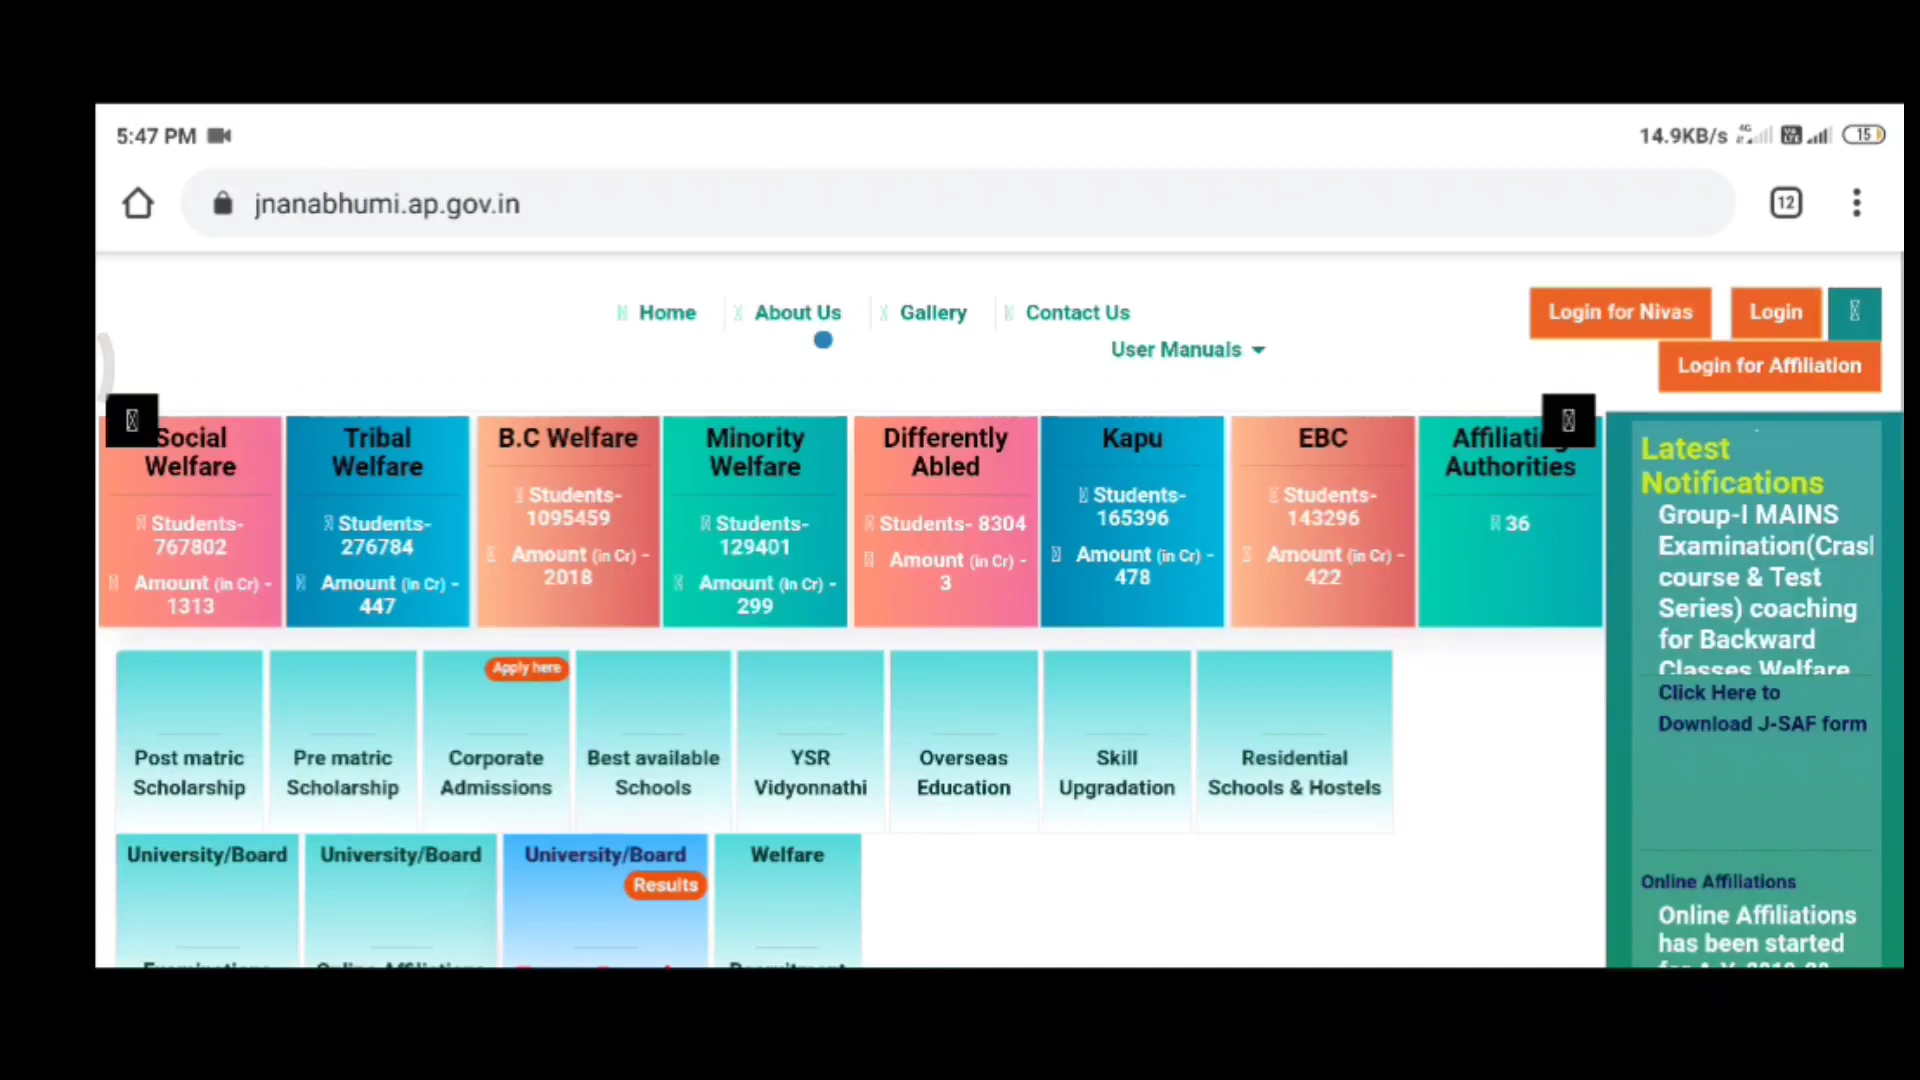 5:47 PM
14.9KB/s 4G 15
jnanabhumi.ap.gov.in
12
Home
About Us
Gallery
Contact Us
User Manuals
Login for Nivas
Login
Login for Affiliation
Social
Welfare
Students-
767802
Amount (in Cr) -
1313
Tribal
Welfare
Students-
276784
Amount (in Cr) -
447
B.C Welfare
Students-
1095459
Amount (in Cr) -
2018
Minority
Welfare
Students-
129401
Amount (in Cr) -
299
Differently
Abled
Students- 8304
Amount (in Cr) -
3
Kapu
Students-
165396
Amount (in Cr) -
478
EBC
Students-
143296
Amount (in Cr) -
422
Authorities
36
Latest
Notifications
Group-I MAINS
course & Test
Series) coaching
for Backward
Classes Welfare
Click Here to
Download J-SAF form
Online Affiliations
Online Affiliations
has been started
Post matric
Scholarship
Pre matric
Scholarship
Apply here
Corporate
Admissions
Best available
Schools
YSR
Vidyonnathi
Overseas
Education
Skill
Upgradation
Residential
Schools & Hostels
University/Board
University/Board
University/Board
Results
Welfare